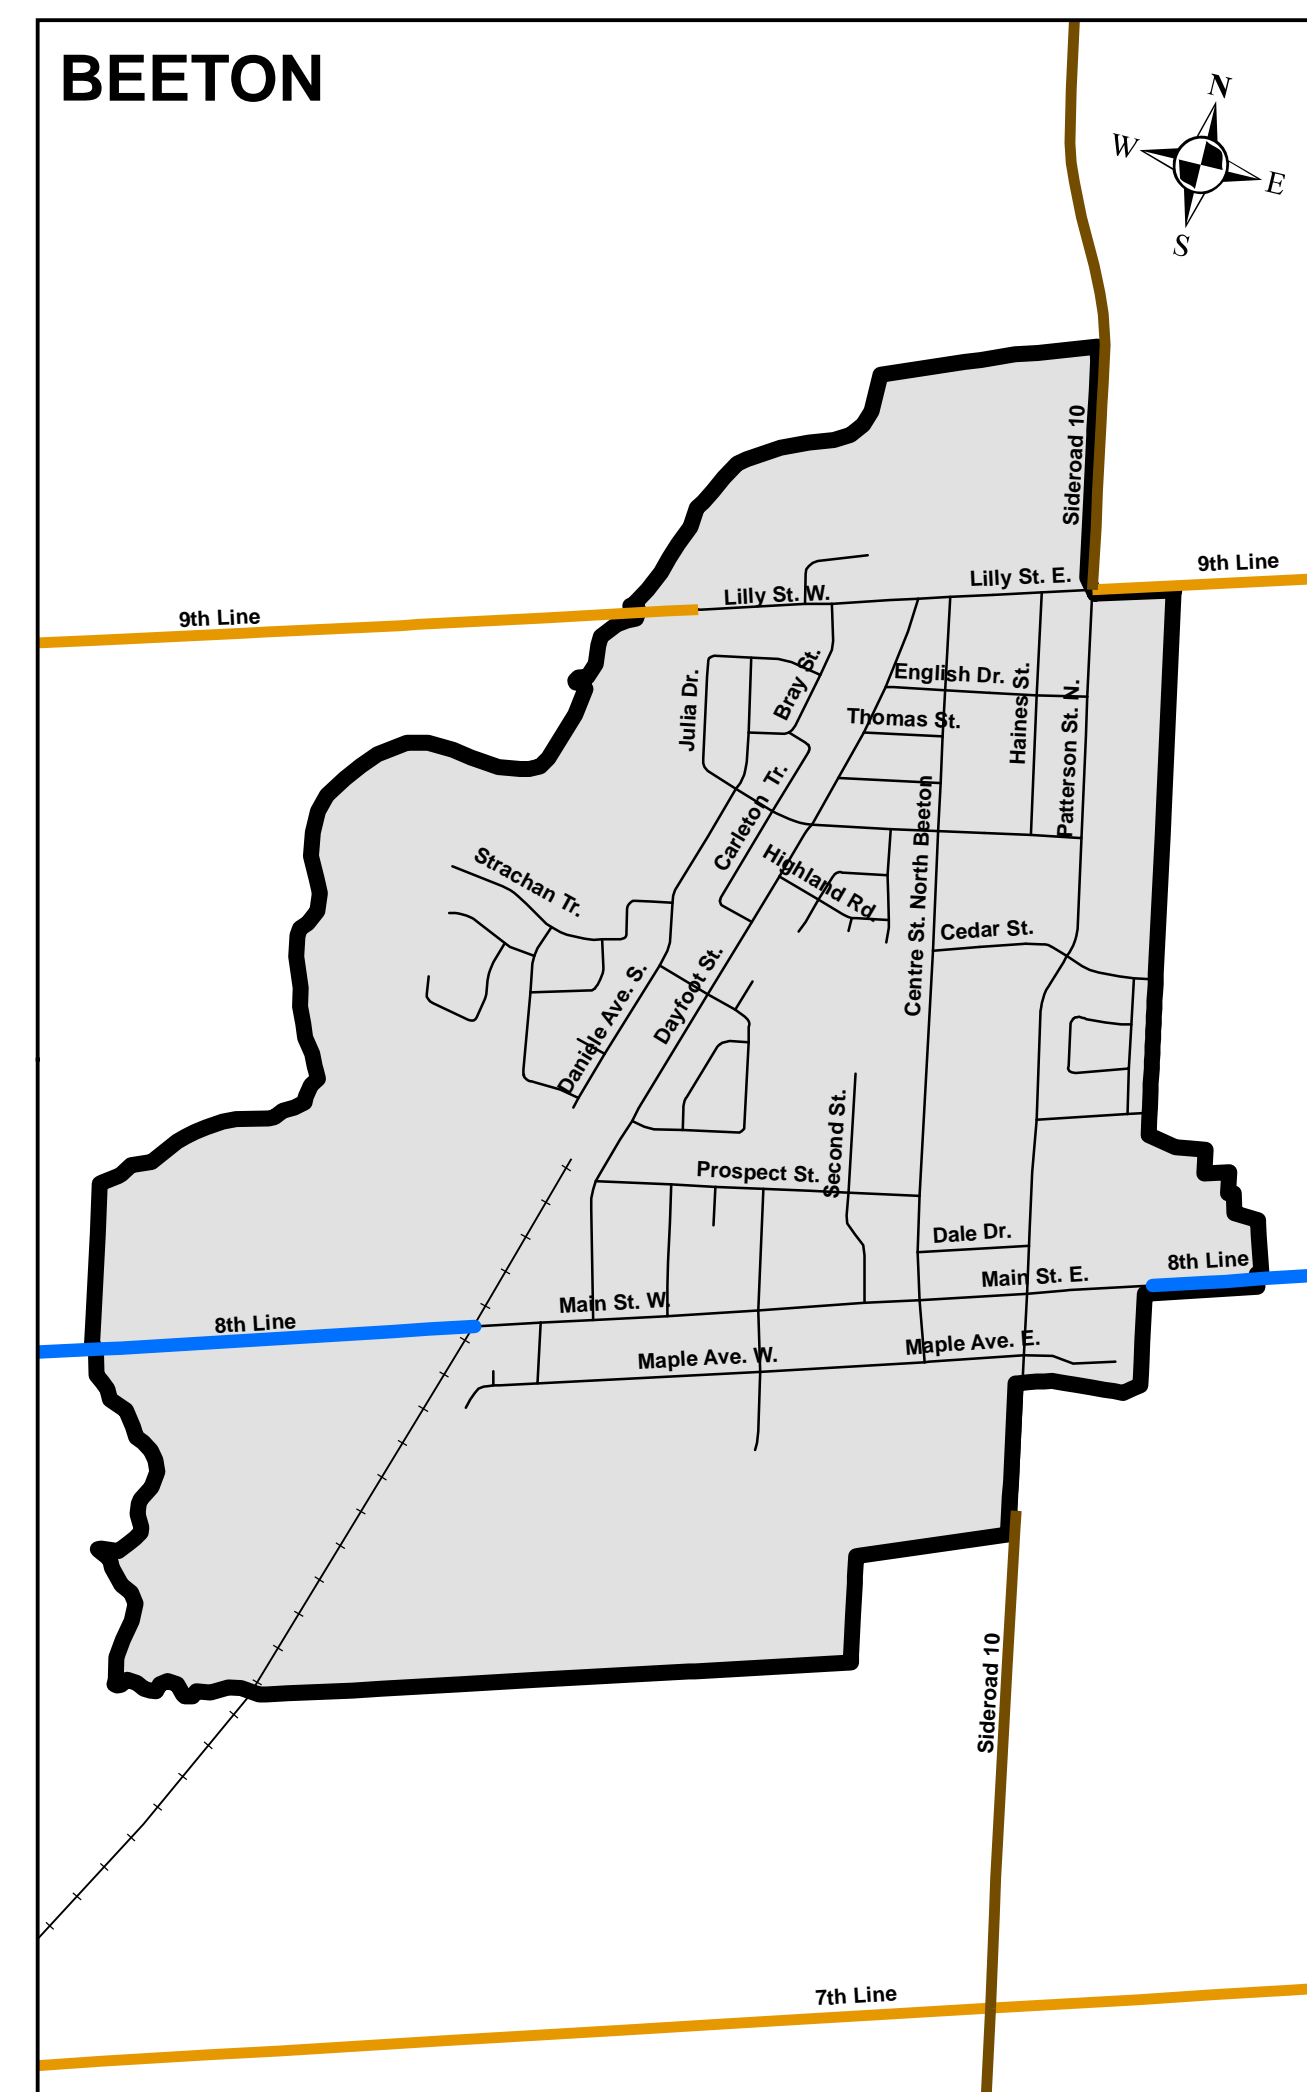 BEETON
N
W
E
S
Sideroad 10
9th Line
Lilly St. E.
Lilly St. W.
9th Line
Bray St.
English Dr.
Haines St.
Julia Dr.
Patterson St. N.
Thomas St.
Carleton Tr.
Centre St. North Beeton
Highland Rd.
Strachan Tr.
Cedar St.
Daniele Ave. S.
Dayfoot St.
Second St.
Prospect St.
Dale Dr.
8th Line
Main St. E.
Main St. W.
8th Line
Maple Ave. E.
Maple Ave. W.
Sideroad 10
7th Line